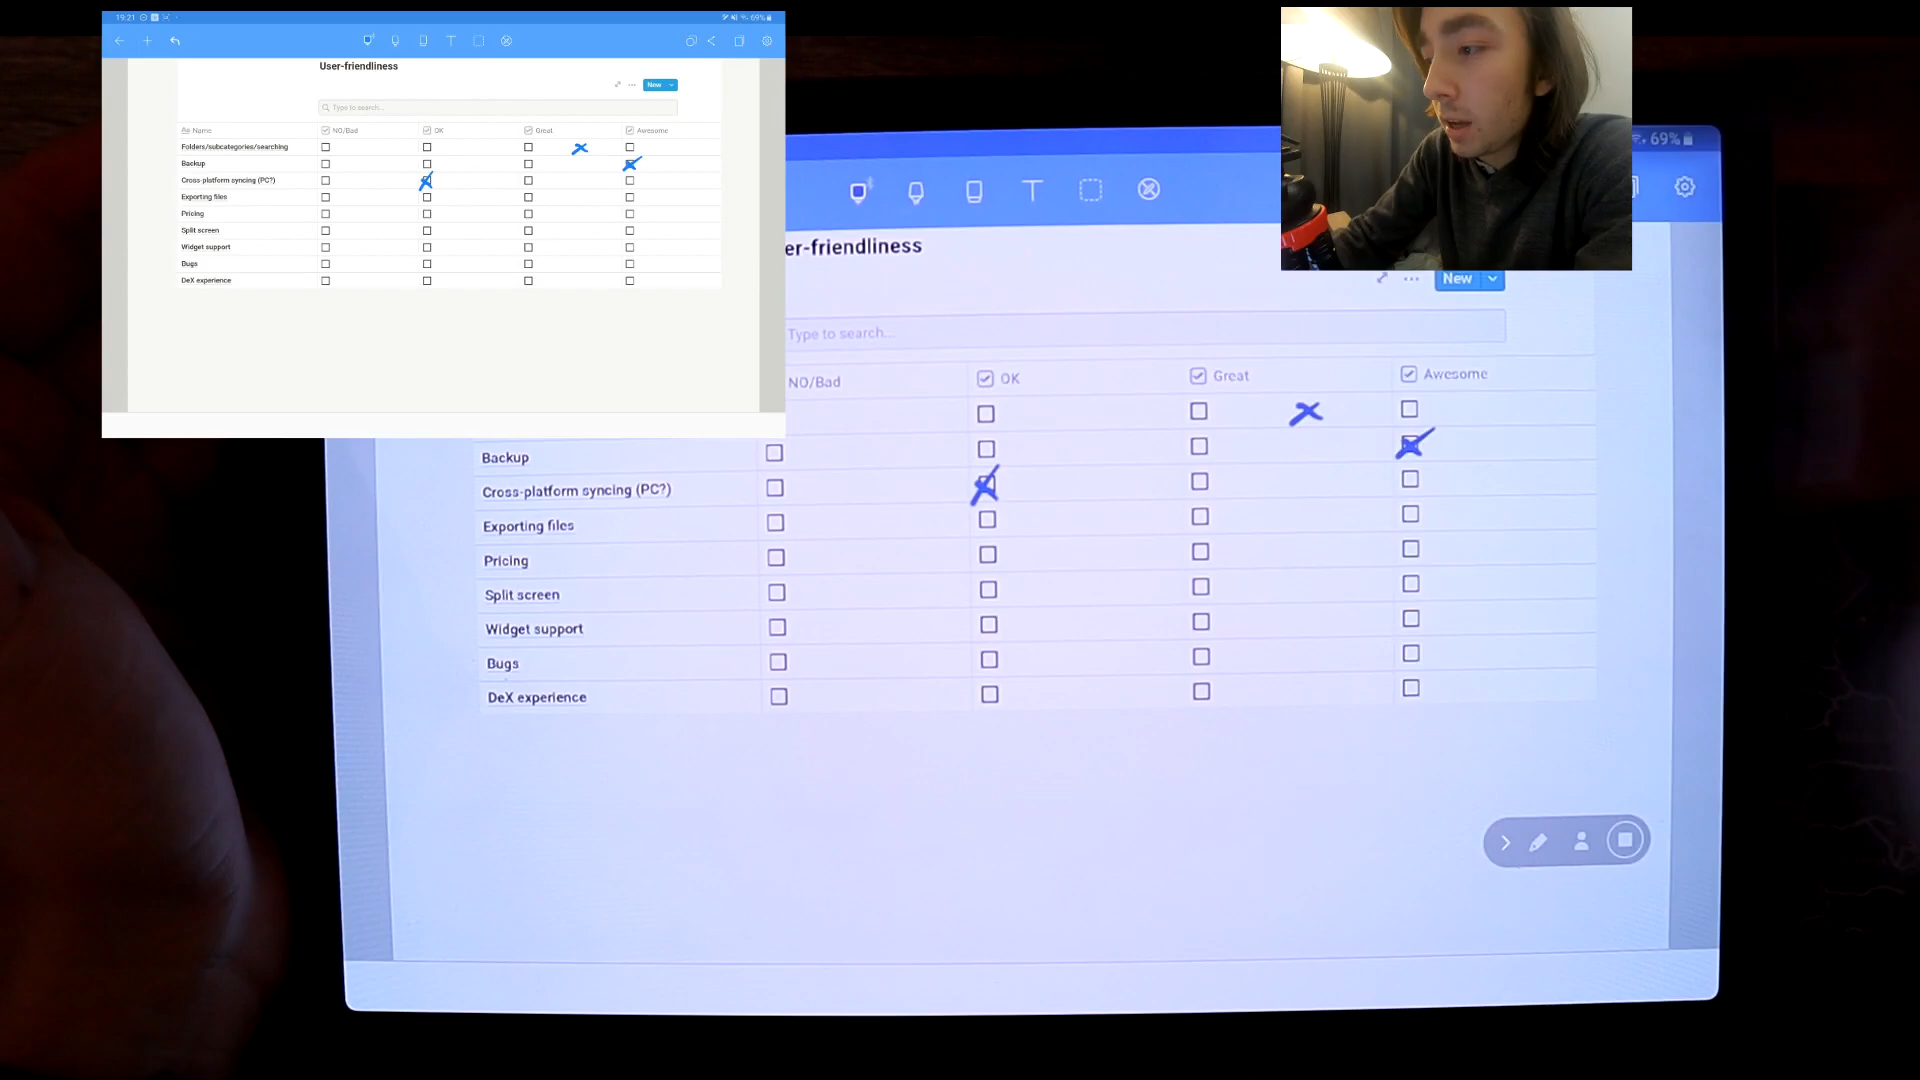 19:21
69%
User-friendliness
New
Type to search...
Name NO/Bad OK Great Awesome
Folders/subcategories/searching
Backup
Cross-platform syncing (PC?)
Exporting files
Pricing
Split screen
Widget support
Bugs
DeX experience
69%
T
er-friendliness
New
Type to search...
NO/Bad OK Great Awesome
Backup
Cross-platform syncing (PC?)
Exporting files
Pricing
Split screen
Widget support
Bugs
DeX experience